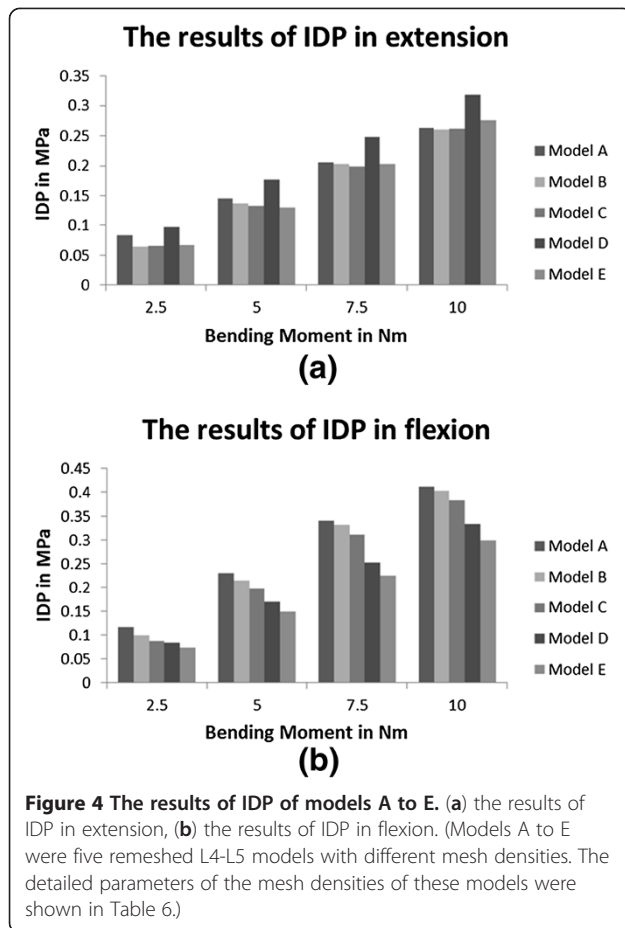 The results of IDP in extension
0.35
0.3
0.25
0.2
0.15
0.1
0.05
0
IDP in MPa
2.5 5 7.5 10
Bending Moment in Nm
Model A
Model B
Model C
Model D
Model E
(a)
The results of IDP in flexion
0.45
0.4
0.35
0.3
0.25
0.2
0.15
0.1
0.05
0
IDP in MPa
2.5 5 7.5 10
Bending Moment in Nm
Model A
Model B
Model C
Model D
Model E
(b)
Figure 4 The results of IDP of models A to E. (a) the results of
IDP in extension, (b) the results of IDP in flexion. (Models A to E
were five remeshed L4-L5 models with different mesh densities. The
detailed parameters of the mesh densities of these models were
shown in Table 6.)